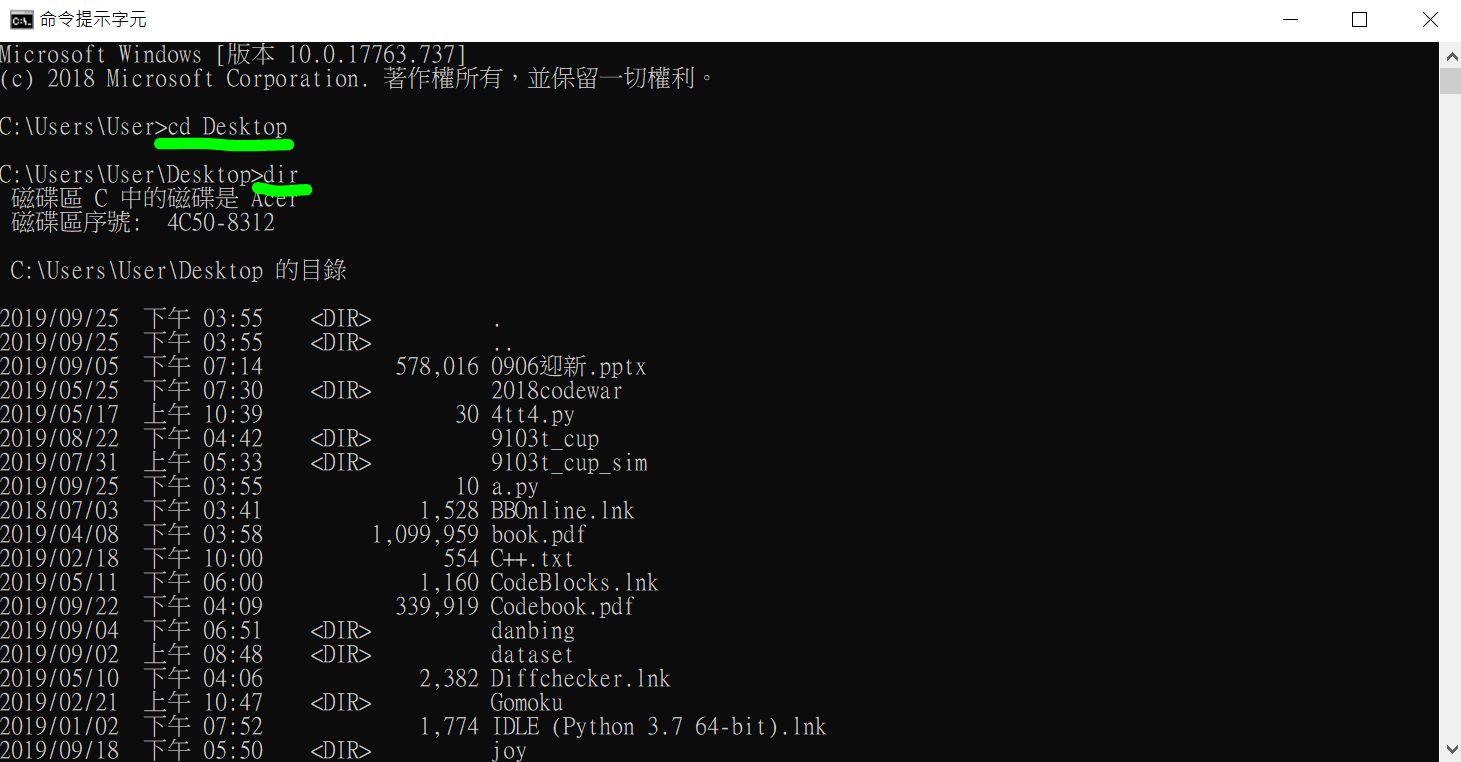 命令提示字元
Microsoft Windows [版本 10.0.17763.737]
(c) 2018 Microsoft Corporation. 著作權所有，並保留一切權利。
C:\Users\User>cd Desktop
C:\Users\User\Desktop>dir
磁碟區 C 中的磁碟是 Acer
磁碟區序號:  4C50-8312
C:\Users\User\Desktop 的目錄
2019/09/25  下午 03:55    <DIR>          .
2019/09/25  下午 03:55    <DIR>          ..
2019/09/05  下午 07:14           578,016 0906迎新.pptx
2019/05/25  下午 07:30    <DIR>          2018codewar
2019/05/17  上午 10:39                30 4tt4.py
2019/08/22  下午 04:42    <DIR>          9103t_cup
2019/07/31  上午 05:33    <DIR>          9103t_cup_sim
2019/09/25  下午 03:55                10 a.py
2018/07/03  下午 03:41             1,528 BBOnline.lnk
2019/04/08  下午 03:58         1,099,959 book.pdf
2019/02/18  下午 10:00               554 C++.txt
2019/05/11  下午 06:00             1,160 CodeBlocks.lnk
2019/09/22  下午 04:09           339,919 Codebook.pdf
2019/09/04  下午 06:51    <DIR>          danbing
2019/09/02  上午 08:48    <DIR>          dataset
2019/05/10  下午 04:06             2,382 Diffchecker.lnk
2019/02/21  上午 10:47    <DIR>          Gomoku
2019/01/02  下午 07:52             1,774 IDLE (Python 3.7 64-bit).lnk
2019/09/18  下午 05:50    <DIR>          joy